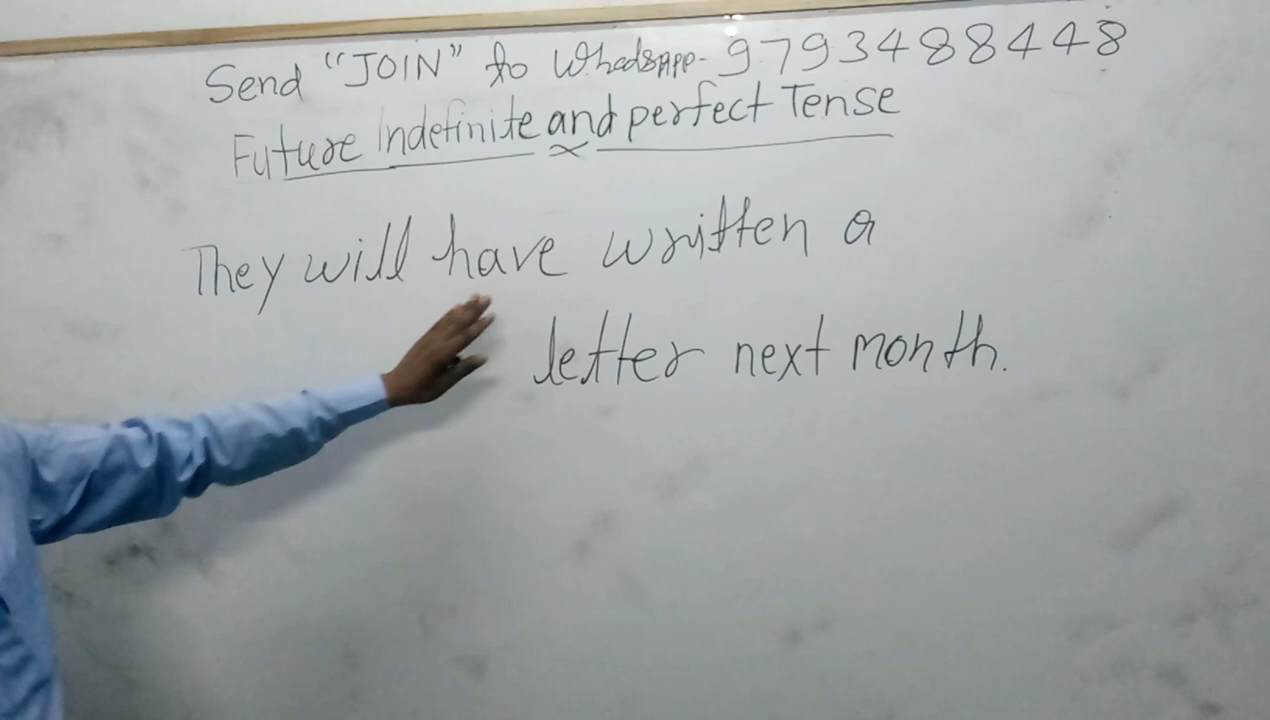 Send "JOIN" to WhatsAPP- 9793488448
Future Indefinite and perfect Tense
They will have written a
letter next month.